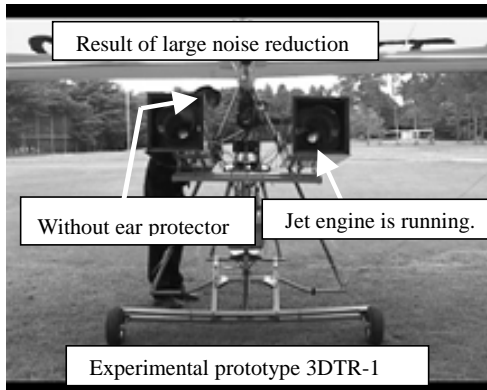 Result of large noise reduction
Without ear protector
Jet engine is running.
Experimental prototype 3DTR-1